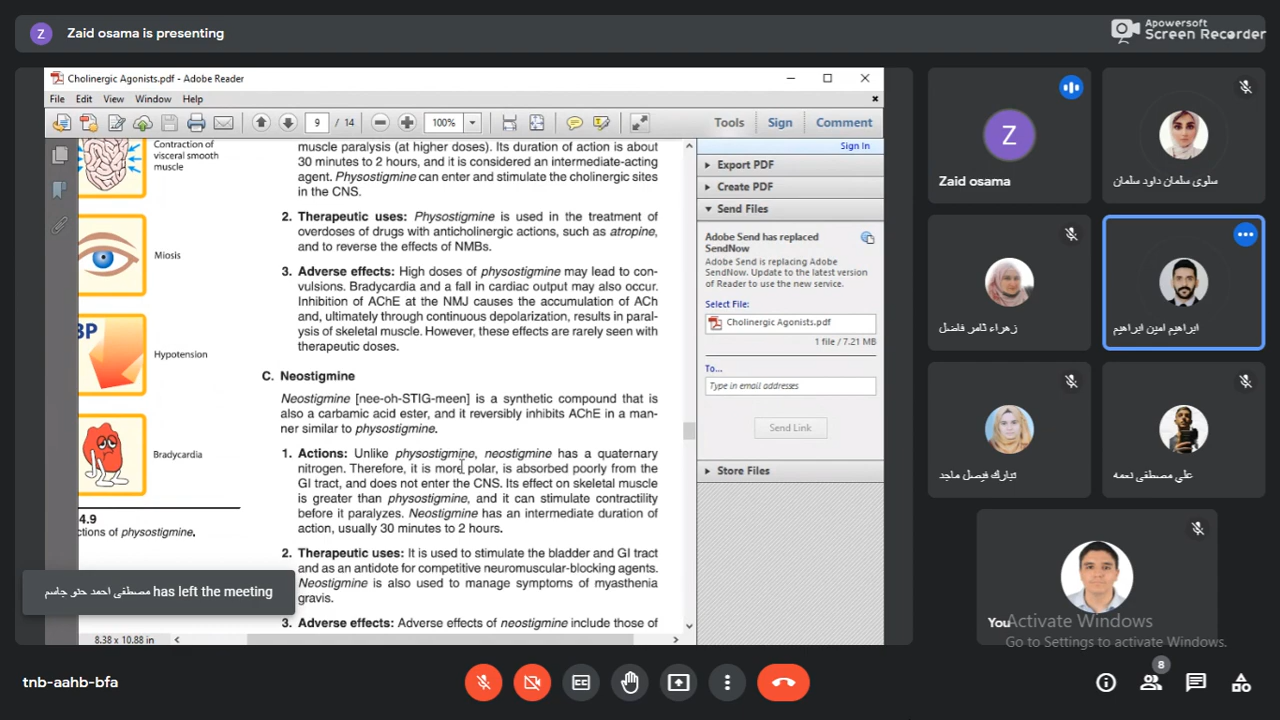 Z
Zaid osama is presenting
Apowersoft
Screen Recorder
Cholinergic Agonists.pdf - Adobe Reader
File Edit View Window Help
9 / 14
100%
Tools Sign Comment
Contraction of
visceral smooth
muscle
Miosis
BP
Hypotension
Bradycardia
4.9
ctions of physostigmine.
muscle paralysis (at higher doses). Its duration of action is about
30 minutes to 2 hours, and it is considered an intermediate-acting
agent. Physostigmine can enter and stimulate the cholinergic sites
in the CNS.
2. Therapeutic uses: Physostigmine is used in the treatment of
overdoses of drugs with anticholinergic actions, such as atropine,
and to reverse the effects of NMBs.
3. Adverse effects: High doses of physostigmine may lead to con-
vulsions. Bradycardia and a fall in cardiac output may also occur.
Inhibition of AChE at the NMJ causes the accumulation of ACh
and, ultimately through continuous depolarization, results in paral-
ysis of skeletal muscle. However, these effects are rarely seen with
therapeutic doses.
C. Neostigmine
Neostigmine [nee-oh-STIG-meen] is a synthetic compound that is
also a carbamic acid ester, and it reversibly inhibits AChE in a man-
ner similar to physostigmine.
1. Actions: Unlike physostigmine, neostigmine has a quaternary
nitrogen. Therefore, it is more polar, is absorbed poorly from the
GI tract, and does not enter the CNS. Its effect on skeletal muscle
is greater than physostigmine, and it can stimulate contractility
before it paralyzes. Neostigmine has an intermediate duration of
action, usually 30 minutes to 2 hours.
2. Therapeutic uses: It is used to stimulate the bladder and GI tract
and as an antidote for competitive neuromuscular-blocking agents.
Neostigmine is also used to manage symptoms of myasthenia
gravis.
3. Adverse effects: Adverse effects of neostigmine include those of
8.38 x 10.88 in
Sign In
Export PDF
Create PDF
Send Files
Adobe Send has replaced
SendNow.
Adobe Send is replacing Adobe
SendNow. Update to the latest version
of Reader to use the new service.
Select File:
Cholinergic Agonists.pdf
1 file / 7.21 MB
To...
Type in email addresses
Send Link
Store Files
Z
Zaid osama
سلوى سلمان داود سلمان
زهراء ثامر فاضل
ابراهيم امين ابراهيم
تبارك فيصل ماجد
علي مصطفى نعمه
You
Activate Windows
Go to Settings to activate Windows.
مصطفى احمد حنو جاسم has left the meeting
tnb-aahb-bfa
8